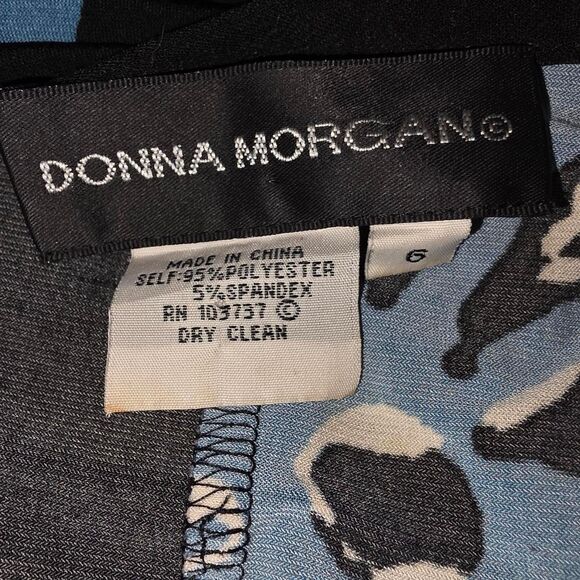 DONNA MORGAN©
MADE IN CHINA
SELF:95%POLYESTER
5%SPANDEX
RN 103737 ©
DRY CLEAN
6